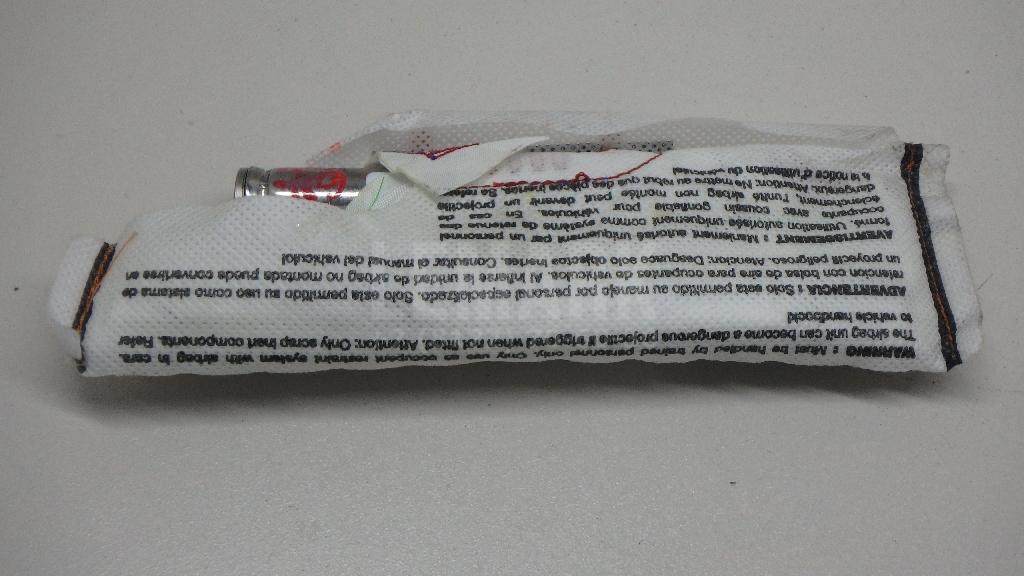 WARNING : Must be handled by trained personnel only. Only use as occupant restraint system with airbag in cars.
The airbag unit can become a dangerous projectile if triggered when not fitted. Attention: Only scrap inert components. Refer
to vehicle handbook!
ADVERTANCIA : Solo esta permitido su manejo por personal especializado. Solo esta permitido su uso como sistema de
retencion con bolsa de aire para ocupantes de vehiculos. Al inflarse la unidad de airbag no montada puede convertirse en
un proyectil peligroso. Atencion: Desguace solo objectos inertes. Consultar el manual del vehiculo!
AVERTISSEMENT : Maniement autorisé uniquement par un personnel
formé. Utilisation autorisée uniquement comme système de retenue des
occupants avec coussin gonflable pour véhicules. En cas de
déclenchement, l'unité airbag non montée peut devenir un projectile
dangereux. Attention: Ne mettre au rebut que des pièces inertes. Se
à la notice d'utilisation du véhicule!